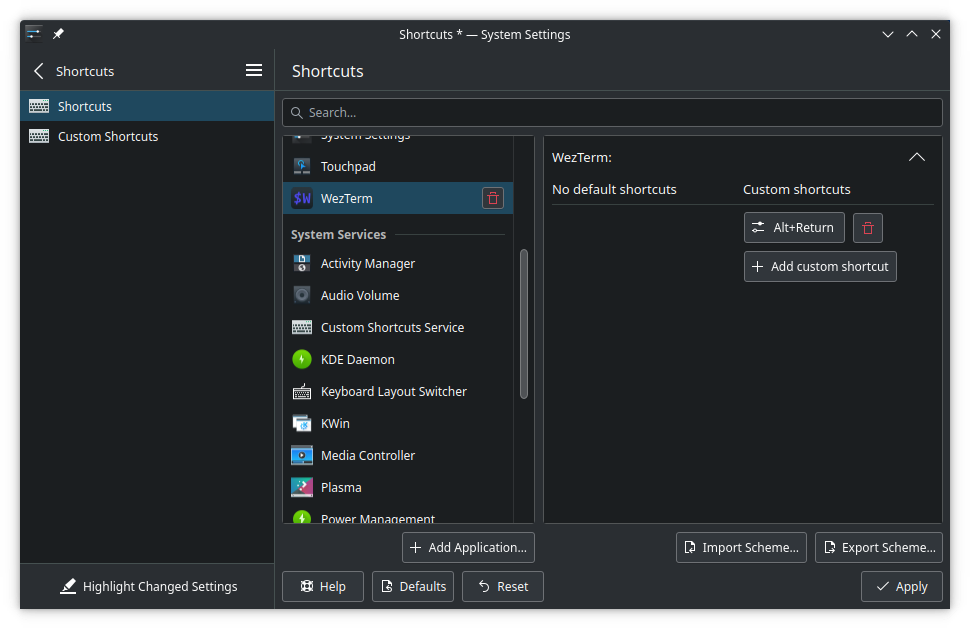 Shortcuts * — System Settings
Shortcuts
Shortcuts
Shortcuts
Custom Shortcuts
Highlight Changed Settings
Search...
System Settings
Touchpad
$W WezTerm
System Services
Activity Manager
Audio Volume
Custom Shortcuts Service
KDE Daemon
Keyboard Layout Switcher
KWin
Media Controller
Plasma
Power Management
WezTerm:
No default shortcuts Custom shortcuts
Alt+Return
Add custom shortcut
Add Application... Import Scheme... Export Scheme...
Help Defaults Reset Apply